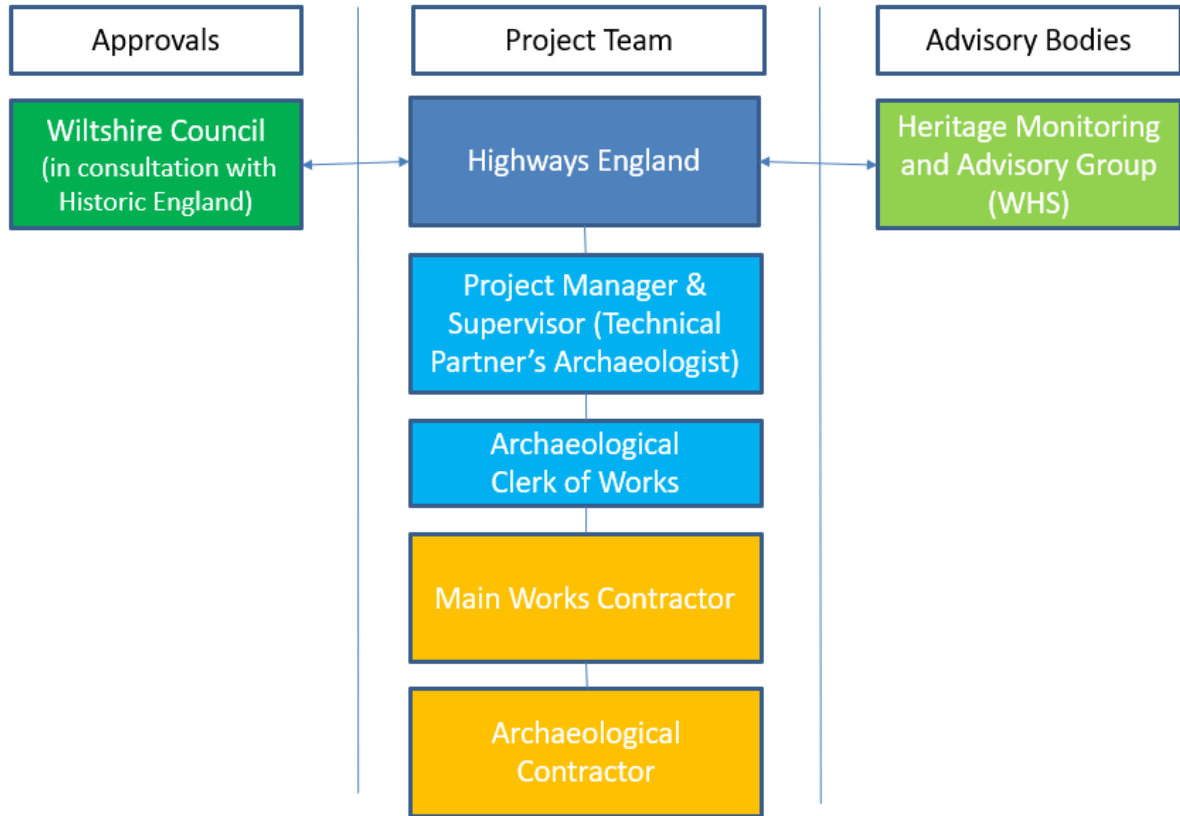 Approvals
Project Team
Advisory Bodies
Wiltshire Council
(in consultation with
Historic England)
Highways England
Heritage Monitoring
and Advisory Group
(WHS)
Project Manager &
Supervisor (Technical
Partner’s Archaeologist)
Archaeological
Clerk of Works
Main Works Contractor
Archaeological
Contractor